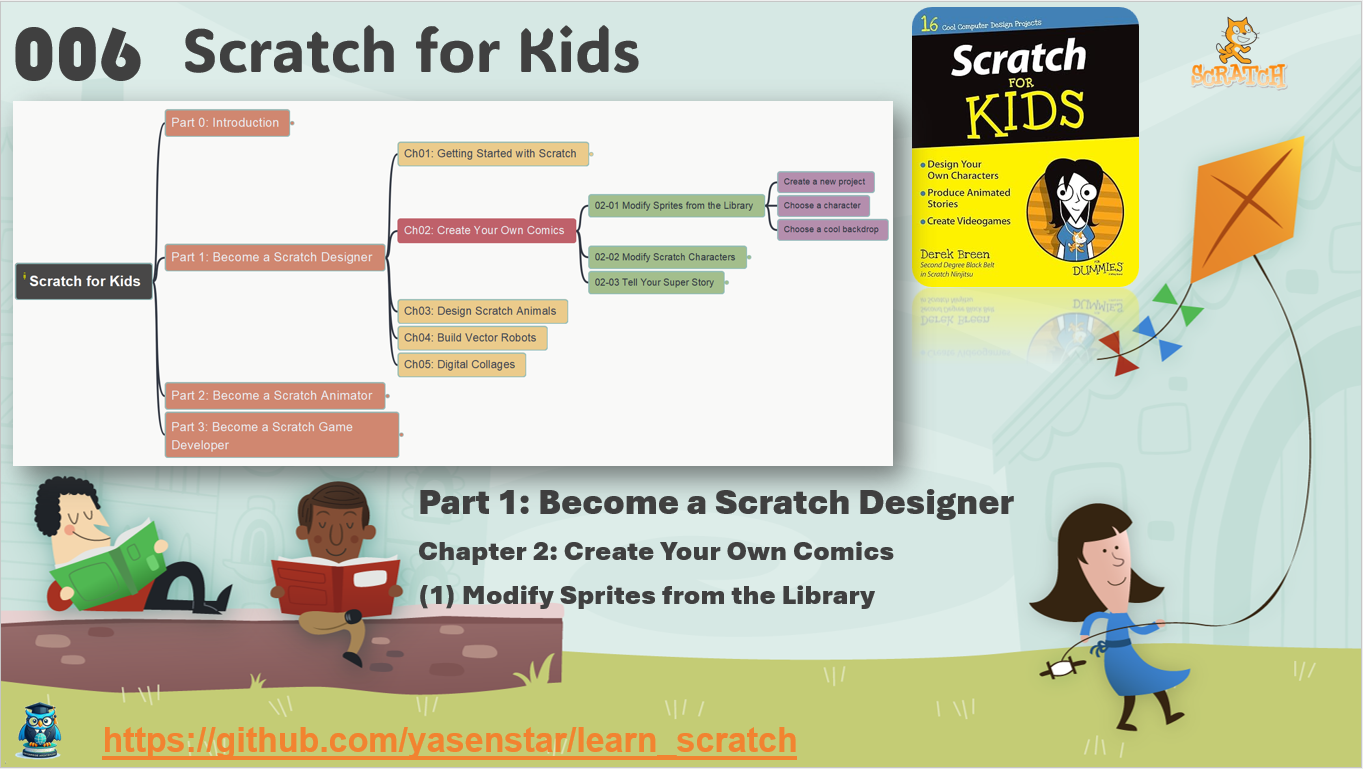 006 Scratch for Kids
Scratch for Kids
Part 0: Introduction
Part 1: Become a Scratch Designer
Ch01: Getting Started with Scratch
Ch02: Create Your Own Comics
02-01 Modify Sprites from the Library
Create a new project
Choose a character
Choose a cool backdrop
02-02 Modify Scratch Characters
02-03 Tell Your Super Story
Ch03: Design Scratch Animals
Ch04: Build Vector Robots
Ch05: Digital Collages
Part 2: Become a Scratch Animator
Part 3: Become a Scratch Game
Developer
16 Cool Computer Design Projects
Scratch
FOR
KIDS
Design Your
Own Characters
Produce Animated
Stories
Create Videogames
Derek Breen
Second Degree Black Belt
in Scratch Ninjitsu
FOR
DUMMIES
SCRATCH
Part 1: Become a Scratch Designer
Chapter 2: Create Your Own Comics
(1) Modify Sprites from the Library
https://github.com/yasenstar/learn_scratch